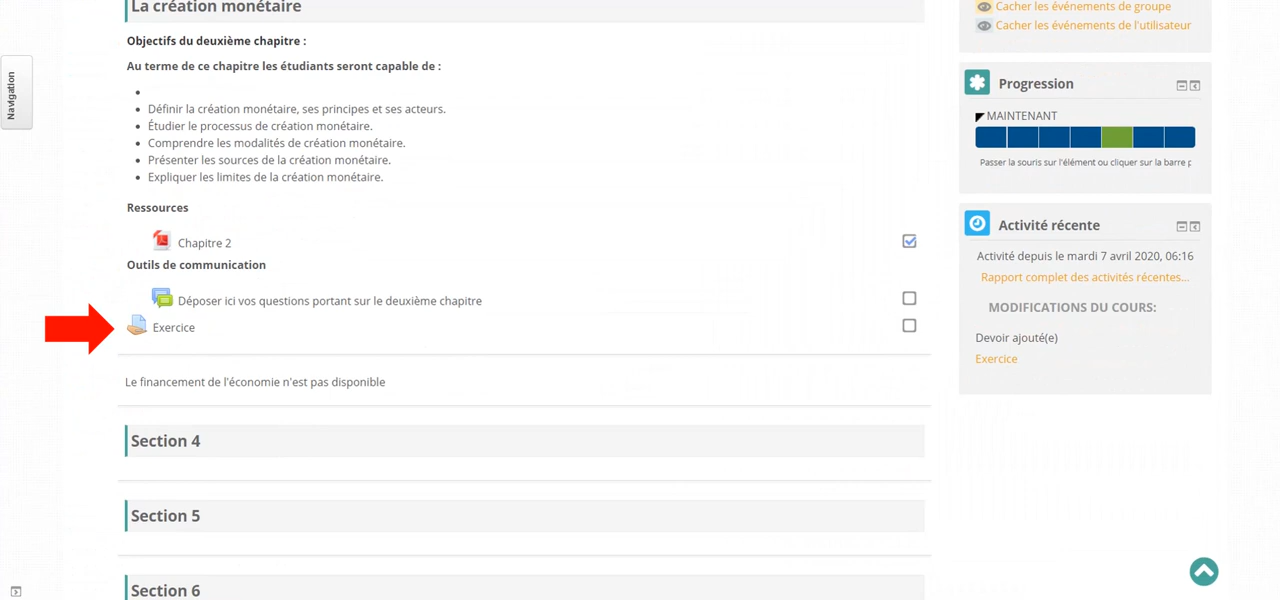 La création monétaire
Objectifs du deuxième chapitre :
Au terme de ce chapitre les étudiants seront capable de :
Définir la création monétaire, ses principes et ses acteurs.
Étudier le processus de création monétaire.
Comprendre les modalités de création monétaire.
Présenter les sources de la création monétaire.
Expliquer les limites de la création monétaire.
Ressources
Chapitre 2
Outils de communication
Déposer ici vos questions portant sur le deuxième chapitre
Exercice
Le financement de l'économie n'est pas disponible
Section 4
Section 5
Section 6
Navigation
Cacher les événements de groupe
Cacher les événements de l'utilisateur
Progression
MAINTENANT
Passer la souris sur l'élément ou cliquer sur la barre p
Activité récente
Activité depuis le mardi 7 avril 2020, 06:16
Rapport complet des activités récentes...
MODIFICATIONS DU COURS:
Devoir ajouté(e)
Exercice